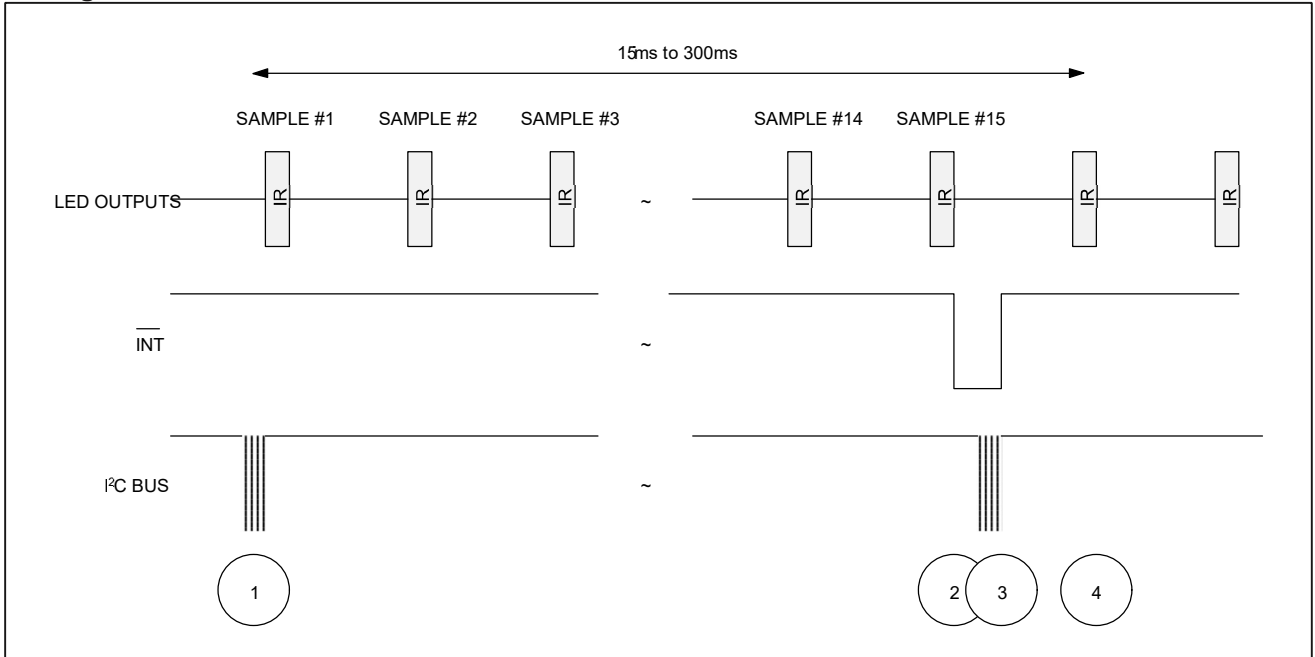 15ms to 300ms
SAMPLE #1 SAMPLE #2 SAMPLE #3 SAMPLE #14 SAMPLE #15
LED OUTPUTS IR IR IR ~ IR IR IR IR
INT ~
I²C BUS ~
1 2 3 4